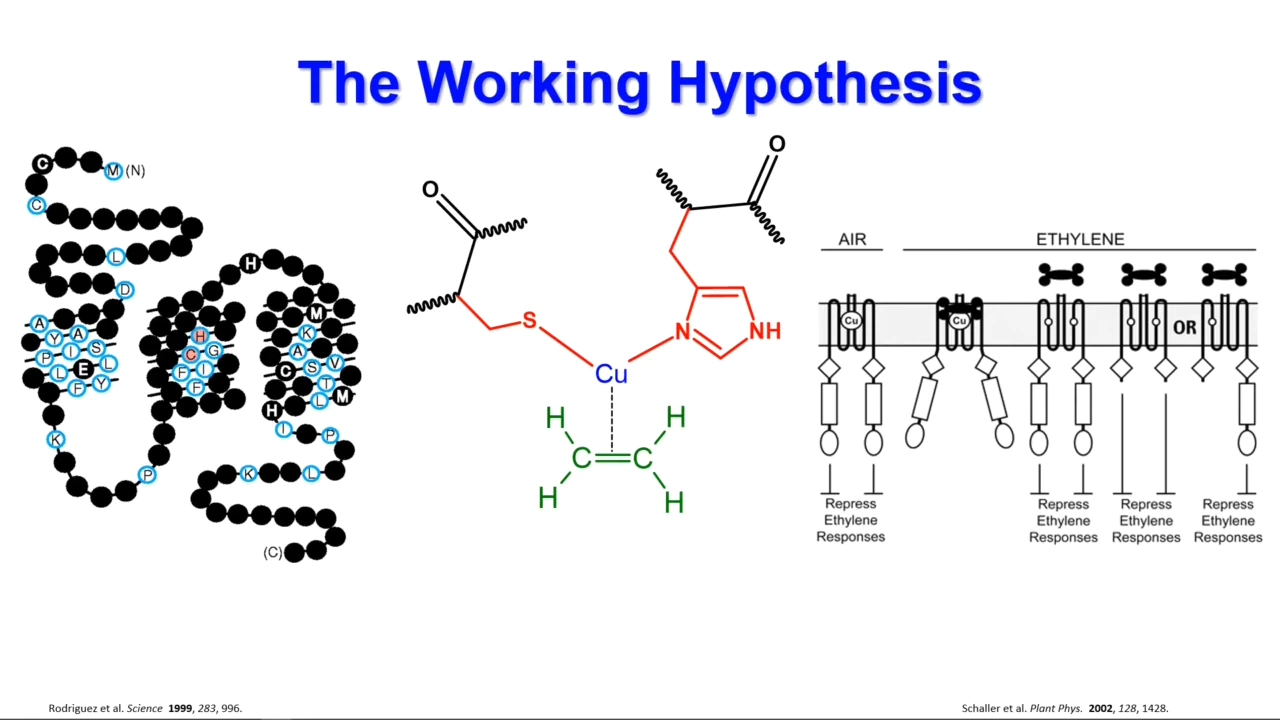 The Working Hypothesis
C
M (N)
C
L
D
A
Y A
P I S
L E L
F Y
K
P
H
H
C G
F I
F
M
K
A
S V
C
T
L M
H
I P
K L
(C)
O
O
S
N
NH
Cu
H H
C C
H H
AIR
ETHYLENE
Cu
Cu
OR
Repress
Ethylene
Responses
Repress
Ethylene
Responses
Repress
Ethylene
Responses
Repress
Ethylene
Responses
Rodriguez et al. Science 1999, 283, 996.
Schaller et al. Plant Phys. 2002, 128, 1428.